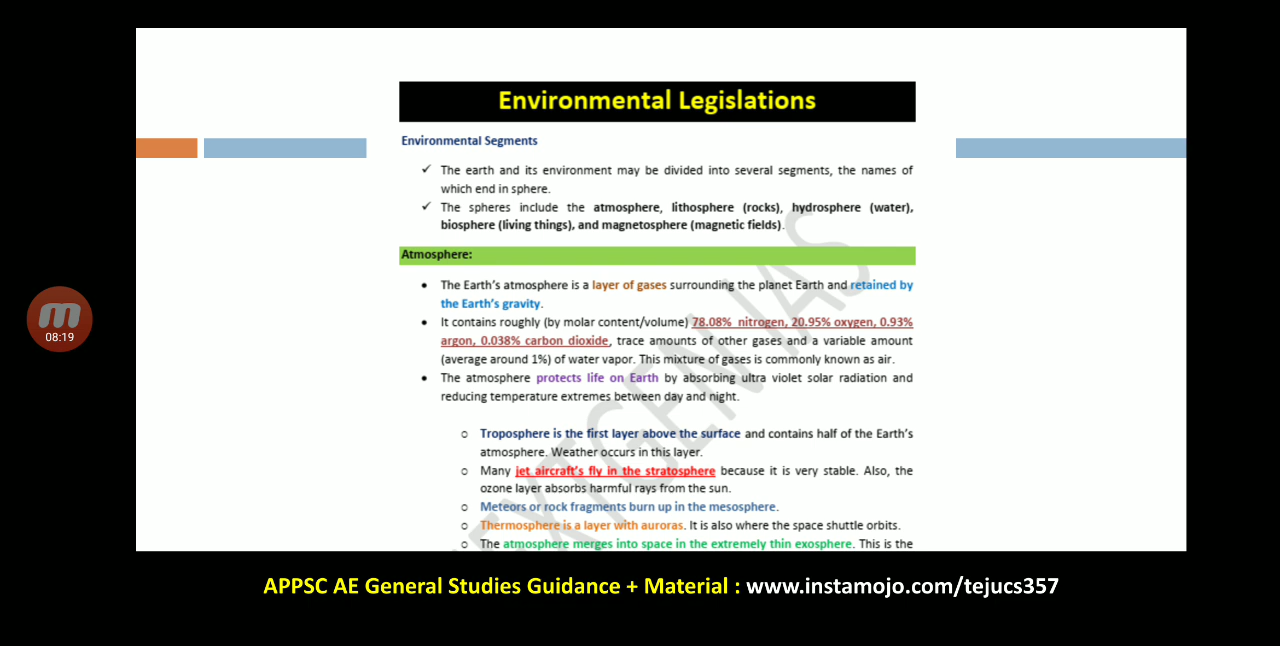 Environmental Legislations
Environmental Segments
✓ The earth and its environment may be divided into several segments, the names of
which end in sphere.
✓ The spheres include the atmosphere, lithosphere (rocks), hydrosphere (water),
biosphere (living things), and magnetosphere (magnetic fields).
Atmosphere:
• The Earth's atmosphere is a layer of gases surrounding the planet Earth and retained by
the Earth's gravity.
• It contains roughly (by molar content/volume) 78.08% nitrogen, 20.95% oxygen, 0.93%
argon, 0.038% carbon dioxide, trace amounts of other gases and a variable amount
(average around 1%) of water vapor. This mixture of gases is commonly known as air.
• The atmosphere protects life on Earth by absorbing ultra violet solar radiation and
reducing temperature extremes between day and night.
o Troposphere is the first layer above the surface and contains half of the Earth's
atmosphere. Weather occurs in this layer.
o Many jet aircraft's fly in the stratosphere because it is very stable. Also, the
ozone layer absorbs harmful rays from the sun.
o Meteors or rock fragments burn up in the mesosphere.
o Thermosphere is a layer with auroras. It is also where the space shuttle orbits.
o The atmosphere merges into space in the extremely thin exosphere. This is the
EXTGEN IAS
08:19
APPSC AE General Studies Guidance + Material : www.instamojo.com/tejucs357